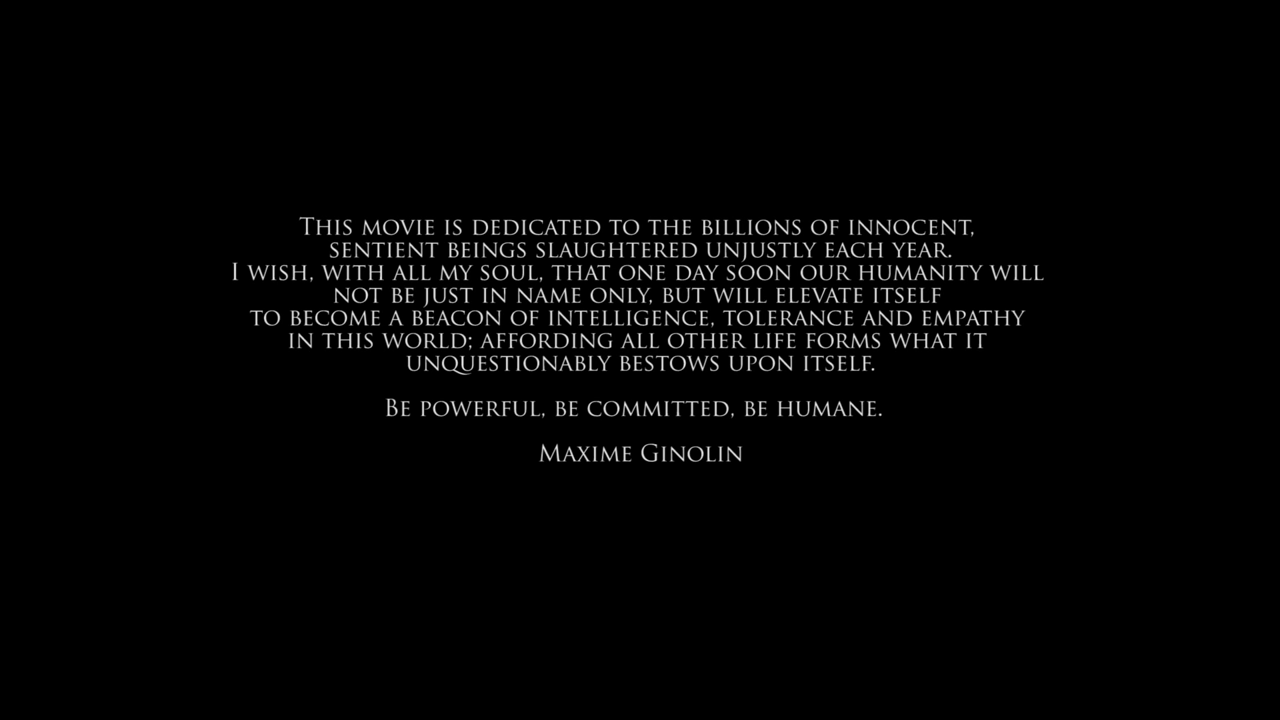 This movie is dedicated to the billions of innocent,
sentient beings slaughtered unjustly each year.
I wish, with all my soul, that one day soon our humanity will
not be just in name only, but will elevate itself
to become a beacon of intelligence, tolerance and empathy
in this world; affording all other life forms what it
unquestionably bestows upon itself.
Be powerful, be committed, be humane.
Maxime Ginolin